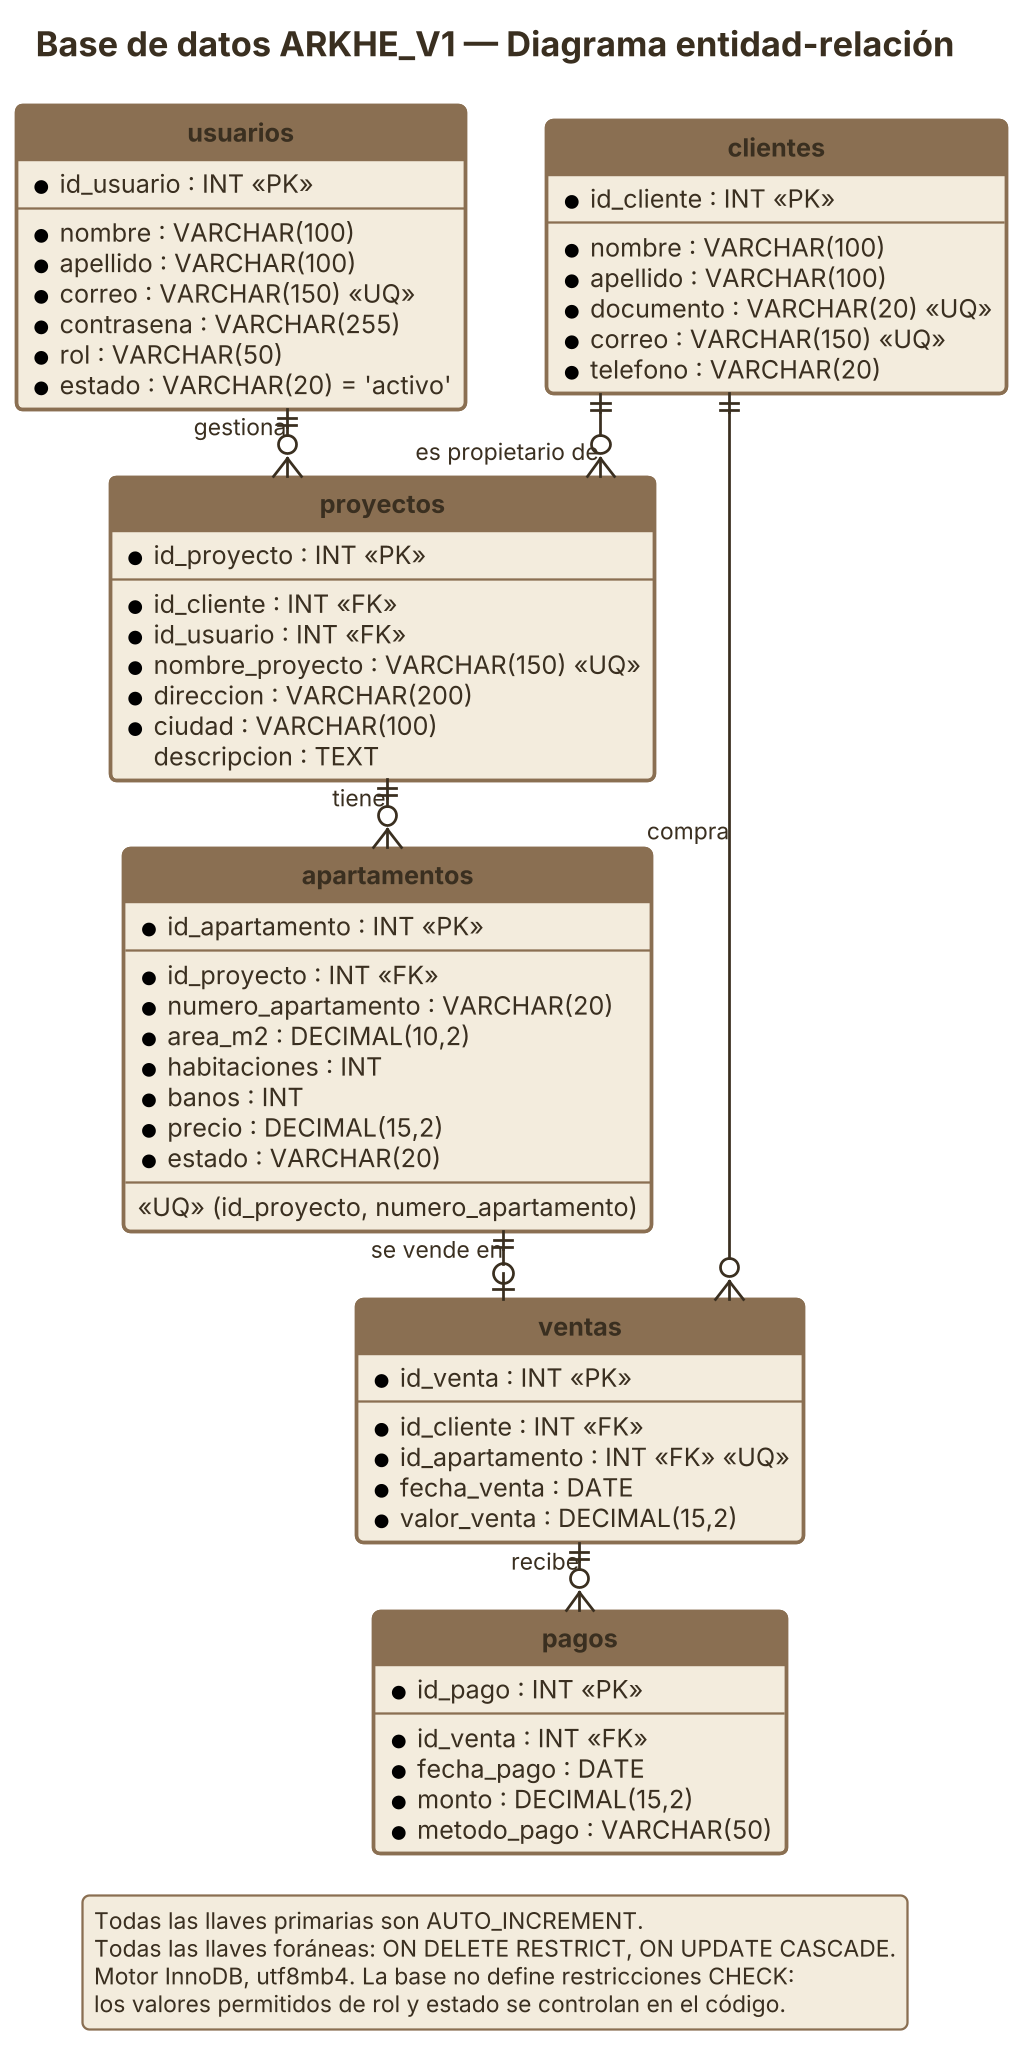 Base de datos ARKHE_V1 — Diagrama entidad-relación
usuarios
id_usuario : INT «PK»
nombre : VARCHAR(100)
apellido : VARCHAR(100)
correo : VARCHAR(150) «UQ»
contrasena : VARCHAR(255)
rol : VARCHAR(50)
estado : VARCHAR(20) = 'activo'
clientes
id_cliente : INT «PK»
nombre : VARCHAR(100)
apellido : VARCHAR(100)
documento : VARCHAR(20) «UQ»
correo : VARCHAR(150) «UQ»
telefono : VARCHAR(20)
gestiona
es propietario de
proyectos
id_proyecto : INT «PK»
id_cliente : INT «FK»
id_usuario : INT «FK»
nombre_proyecto : VARCHAR(150) «UQ»
direccion : VARCHAR(200)
ciudad : VARCHAR(100)
descripcion : TEXT
tiene
compra
apartamentos
id_apartamento : INT «PK»
id_proyecto : INT «FK»
numero_apartamento : VARCHAR(20)
area_m2 : DECIMAL(10,2)
habitaciones : INT
banos : INT
precio : DECIMAL(15,2)
estado : VARCHAR(20)
«UQ» (id_proyecto, numero_apartamento)
se vende en
ventas
id_venta : INT «PK»
id_cliente : INT «FK»
id_apartamento : INT «FK» «UQ»
fecha_venta : DATE
valor_venta : DECIMAL(15,2)
recibe
pagos
id_pago : INT «PK»
id_venta : INT «FK»
fecha_pago : DATE
monto : DECIMAL(15,2)
metodo_pago : VARCHAR(50)
Todas las llaves primarias son AUTO_INCREMENT.
Todas las llaves foráneas: ON DELETE RESTRICT, ON UPDATE CASCADE.
Motor InnoDB, utf8mb4. La base no define restricciones CHECK:
los valores permitidos de rol y estado se controlan en el código.